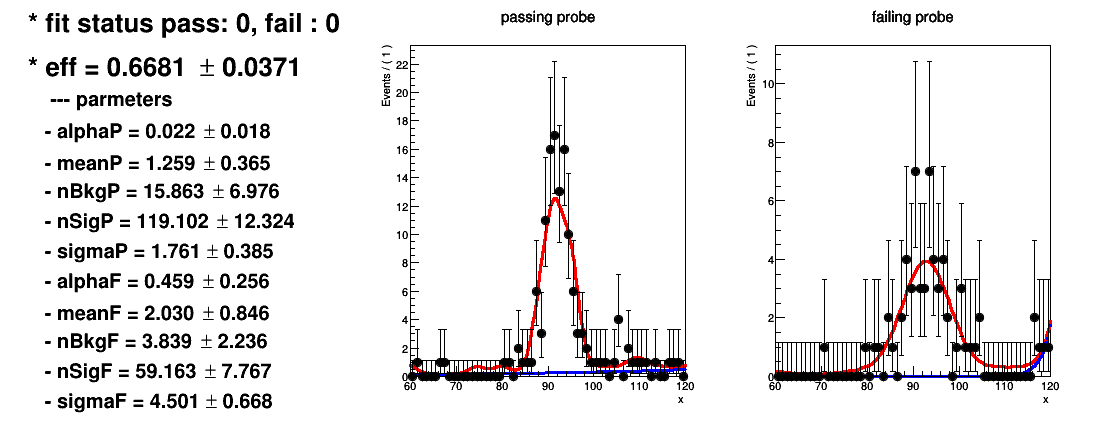 * fit status pass: 0, fail : 0
* eff = 0.6681 ± 0.0371
--- parmeters
- alphaP = 0.022 ± 0.018
- meanP = 1.259 ± 0.365
- nBkgP = 15.863 ± 6.976
- nSigP = 119.102 ± 12.324
- sigmaP = 1.761 ± 0.385
- alphaF = 0.459 ± 0.256
- meanF = 2.030 ± 0.846
- nBkgF = 3.839 ± 2.236
- nSigF = 59.163 ± 7.767
- sigmaF = 4.501 ± 0.668
passing probe
Events / ( 1 )
22
20
18
16
14
12
10
8
6
4
2
0
60 70 80 90 100 110 120
x
failing probe
Events / ( 1 )
10
8
6
4
2
0
60 70 80 90 100 110 120
x